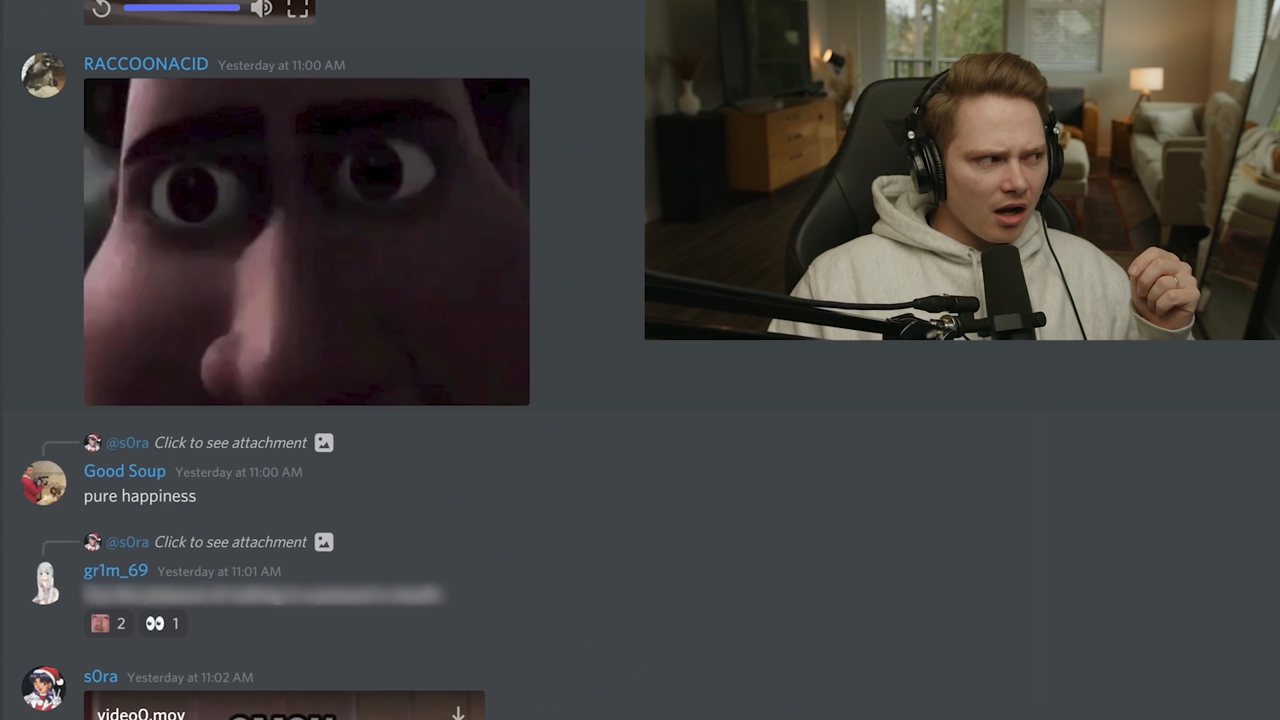 RACCOONACID Yesterday at 11:00 AM
@s0ra Click to see attachment
Good Soup Yesterday at 11:00 AM
pure happiness
@s0ra Click to see attachment
gr1m_69 Yesterday at 11:01 AM
2 1
s0ra Yesterday at 11:02 AM
video0.mov